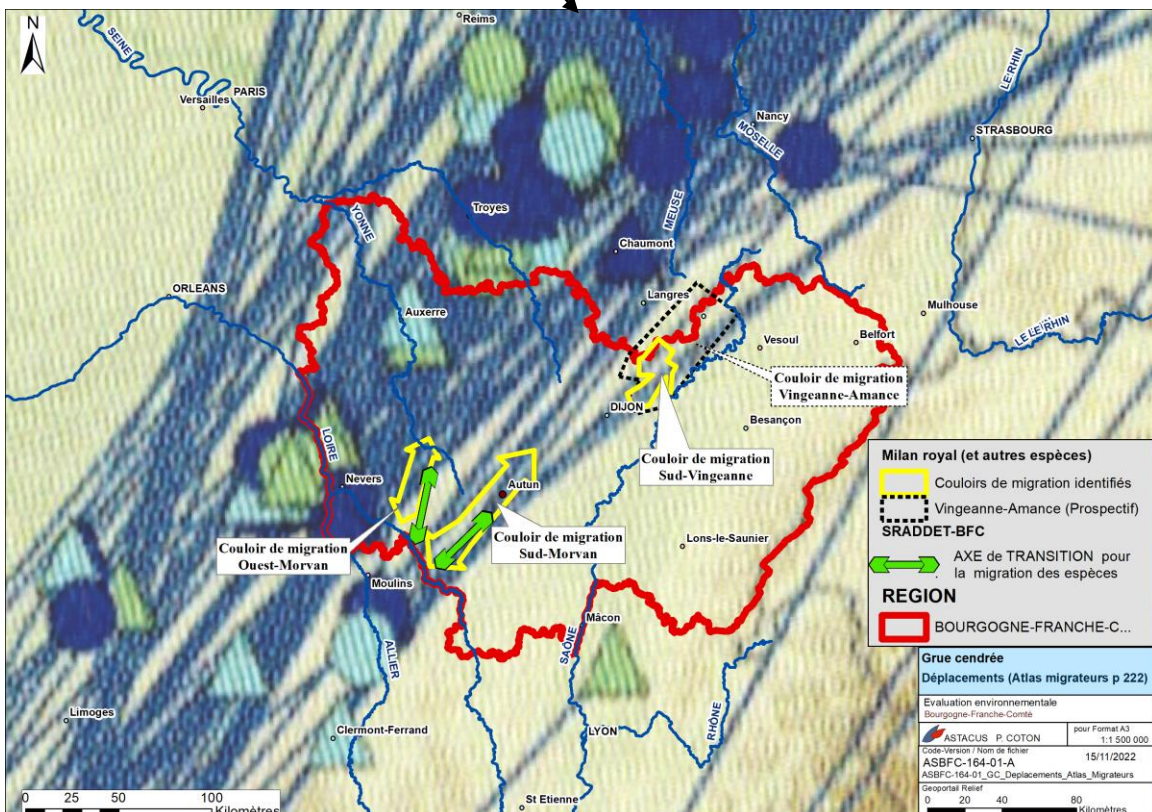 N
Reims
SEINE
PARIS
Versailles
Nancy
LE RHIN
STRASBOURG
MOSELLE
MEUSE
YONNE
Troyes
Chaumont
ORLEANS
Langres
Auxerre
Mulhouse
Vesoul
Belfort
LE LE RHIN
Couloir de migration
Vingeanne-Amance
DIJON
Besançon
LOIRE
Couloir de migration
Sud-Vingeanne
Nevers
Autun
Couloir de migration
Ouest-Morvan
Couloir de migration
Sud-Morvan
Lons-le-Saunier
Moulins
Mâcon
SAÔNE
ALLIER
Limoges
Clermont-Ferrand
LYON
RHÔNE
St Etienne
0 25 50 100
Kilomètres
Milan royal (et autres espèces)
Couloirs de migration identifiés
Vingeanne-Amance (Prospectif)
SRADDET-BFC
AXE de TRANSITION pour
la migration des espèces
REGION
BOURGOGNE-FRANCHE-C...
Grue cendrée
Déplacements (Atlas migrateurs p 222)
Evaluation environnementale
Bourgogne-Franche-Comté
ASTACUS P. COTON
pour Format A3
1:1 500 000
Code-Version / Nom de fichier
ASBFC-164-01-A
15/11/2022
ASBFC-164-01_GC_Deplacements_Atlas_Migrateurs
Geoportail Relief
0 20 40 80
Kilomètres